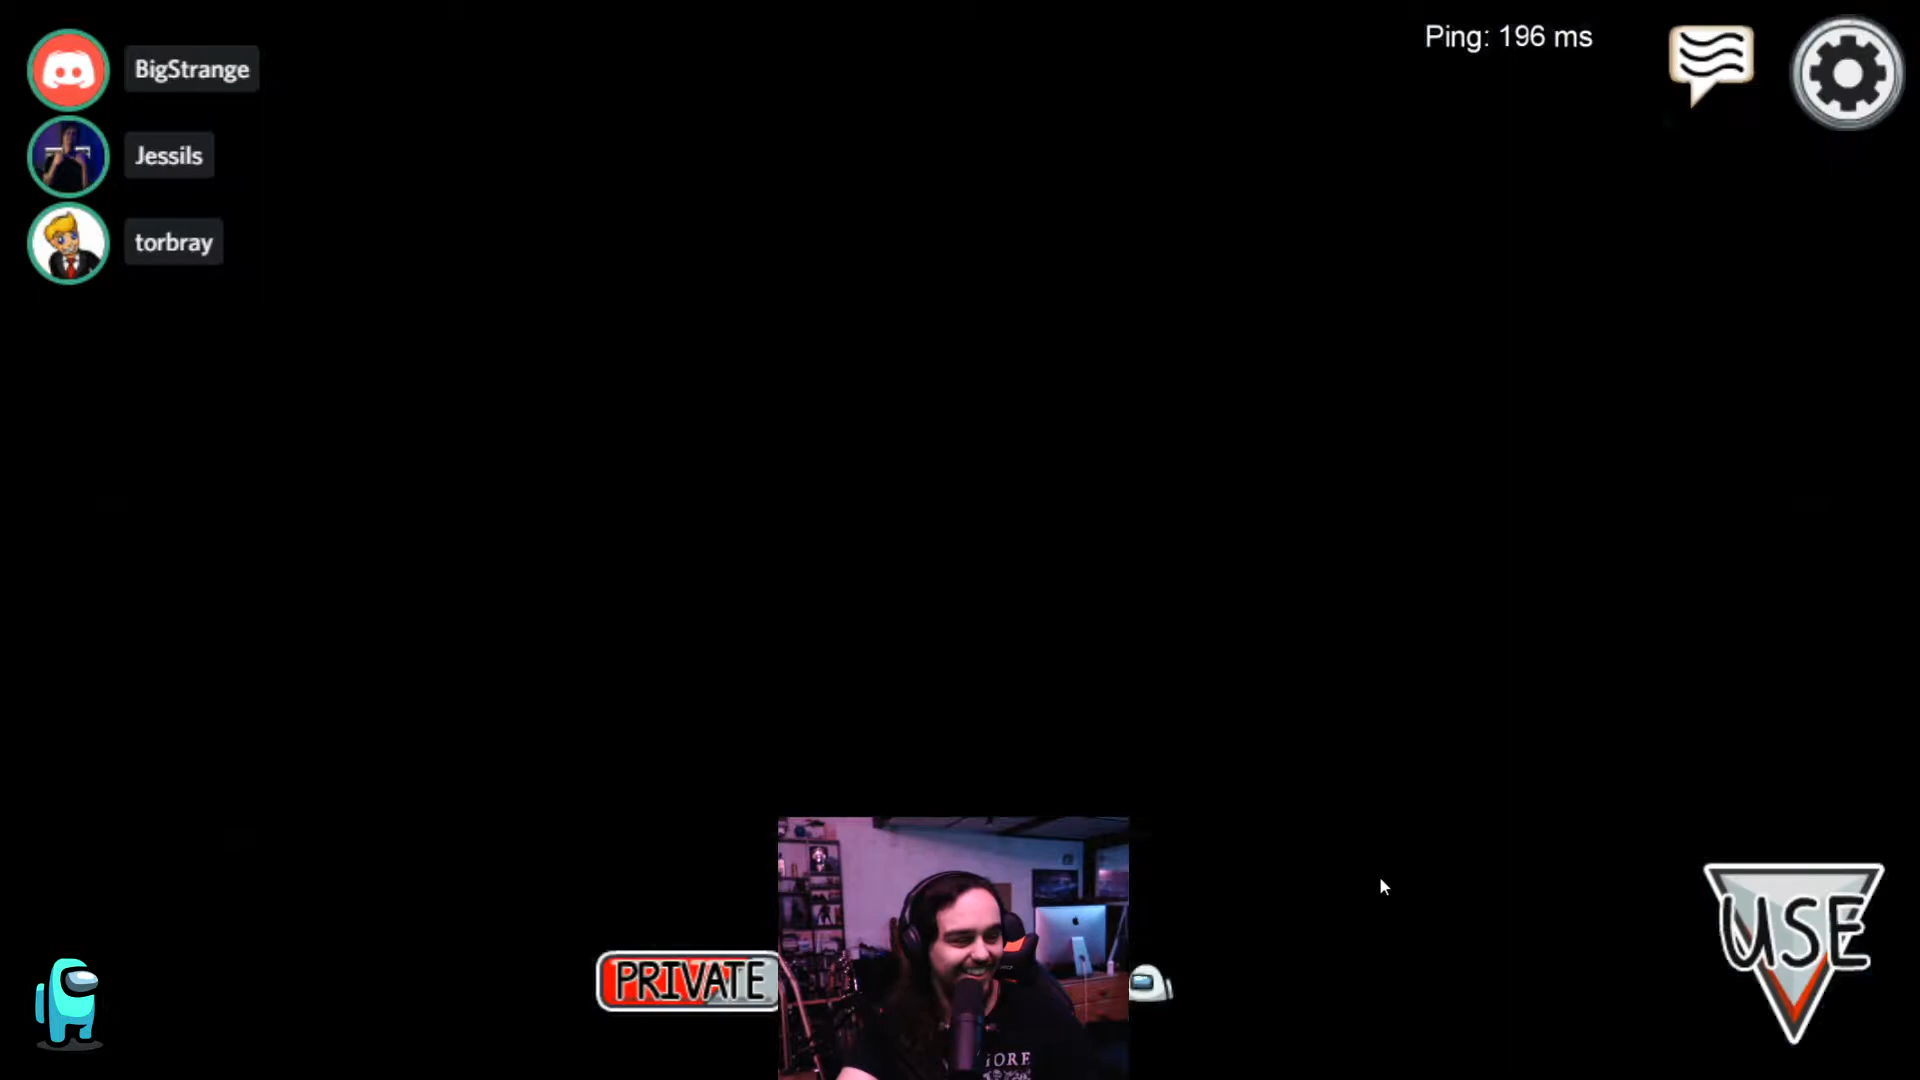 Ping: 196 ms
BigStrange
Jessils
torbray
USE
PRIVATE